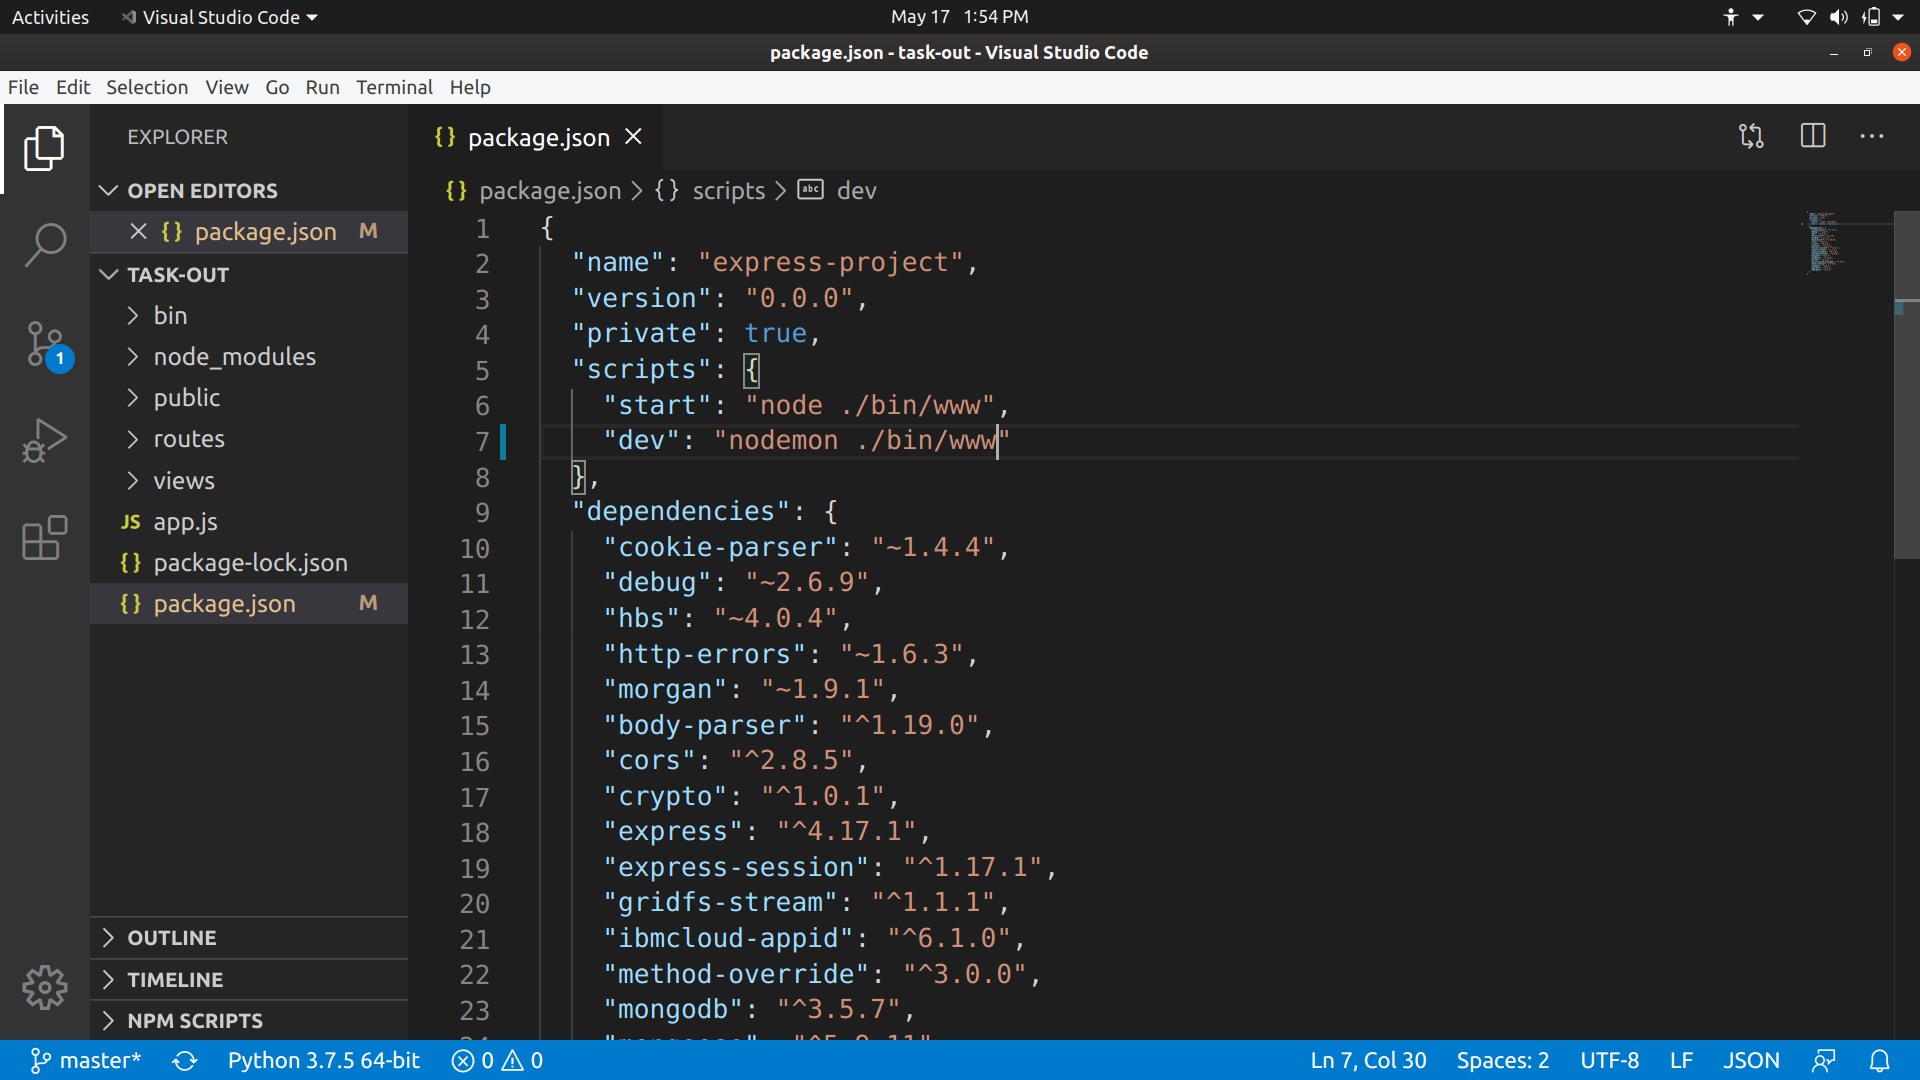 Activities
Visual Studio Code
May 17 1:54 PM
package.json - task-out - Visual Studio Code
File Edit Selection View Go Run Terminal Help
EXPLORER
OPEN EDITORS
{} package.json M
TASK-OUT
bin
node_modules
public
routes
views
JS app.js
{} package-lock.json
{} package.json M
OUTLINE
TIMELINE
NPM SCRIPTS
1
{} package.json
{} package.json > {} scripts > abc dev
1 {
2 "name": "express-project",
3 "version": "0.0.0",
4 "private": true,
5 "scripts": {
6 "start": "node ./bin/www",
7 "dev": "nodemon ./bin/www"
8 },
9 "dependencies": {
10 "cookie-parser": "~1.4.4",
11 "debug": "~2.6.9",
12 "hbs": "~4.0.4",
13 "http-errors": "~1.6.3",
14 "morgan": "~1.9.1",
15 "body-parser": "^1.19.0",
16 "cors": "^2.8.5",
17 "crypto": "^1.0.1",
18 "express": "^4.17.1",
19 "express-session": "^1.17.1",
20 "gridfs-stream": "^1.1.1",
21 "ibmcloud-appid": "^6.1.0",
22 "method-override": "^3.0.0",
23 "mongodb": "^3.5.7",
master* Python 3.7.5 64-bit 0 0 Ln 7, Col 30 Spaces: 2 UTF-8 LF JSON